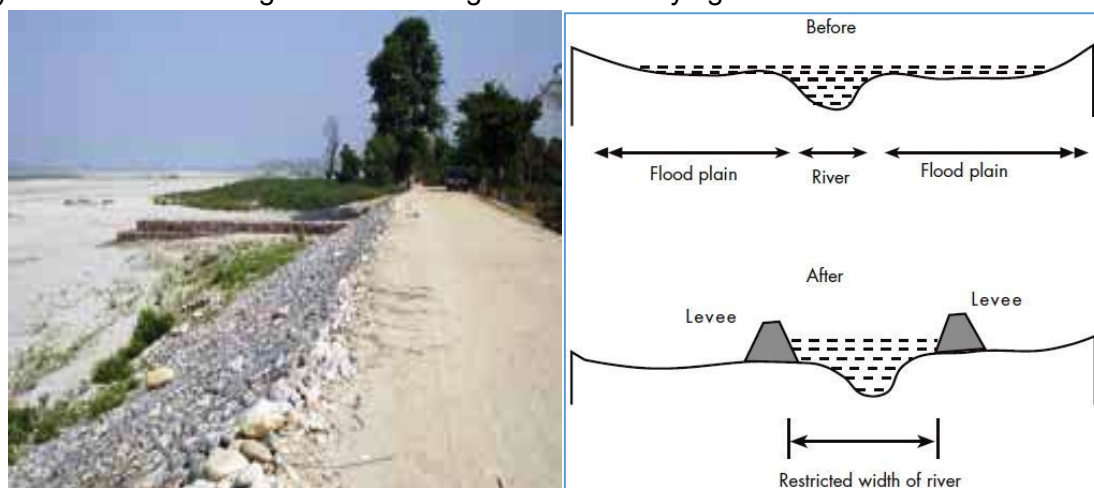 Before
Flood plain River Flood plain
After
Levee
Levee
Restricted width of river